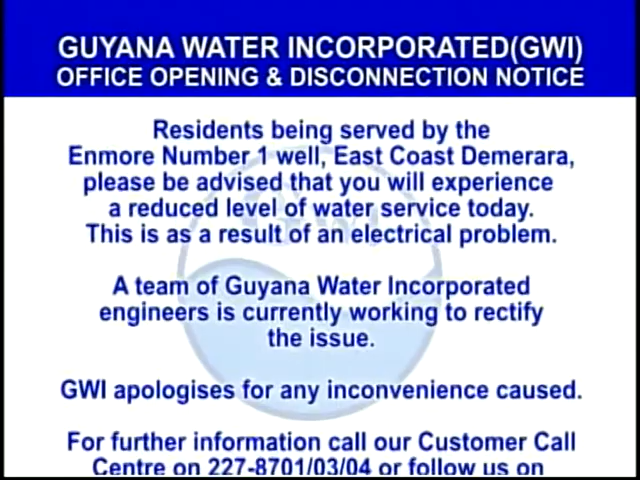 GUYANA WATER INCORPORATED(GWI)
OFFICE OPENING & DISCONNECTION NOTICE
Residents being served by the
Enmore Number 1 well, East Coast Demerara,
please be advised that you will experience
a reduced level of water service today.
This is as a result of an electrical problem.
A team of Guyana Water Incorporated
engineers is currently working to rectify
the issue.
GWI apologises for any inconvenience caused.
For further information call our Customer Call
Centre on 227-8701/03/04 or follow us on